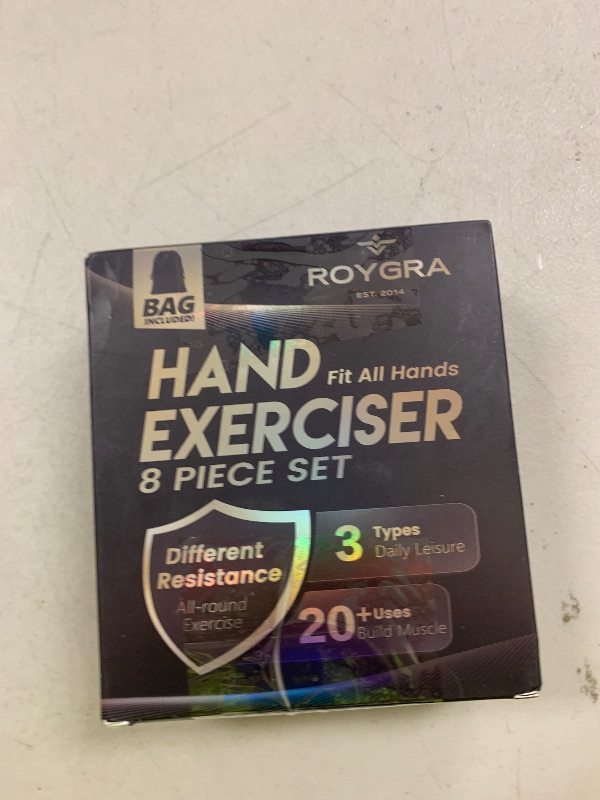 BAG
INCLUDED!
ROYGRA
EST. 2014
HAND Fit All Hands
EXERCISER
8 PIECE SET
Different
Resistance
All-round
Exercise
3 Types
Daily Leisure
20+ Uses
Build Muscle